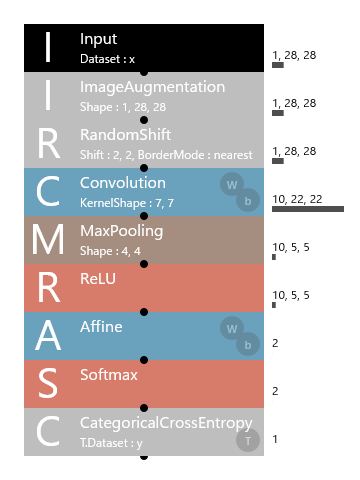 I
Input
Dataset : x
1, 28, 28
I
ImageAugmentation
Shape : 1, 28, 28
1, 28, 28
R
RandomShift
Shift : 2, 2, BorderMode : nearest
1, 28, 28
C
Convolution
KernelShape : 7, 7
W
b
10, 22, 22
M
MaxPooling
Shape : 4, 4
10, 5, 5
R
ReLU
10, 5, 5
A
Affine
W
b
2
S
Softmax
2
C
CategoricalCrossEntropy
T.Dataset : y
T
1